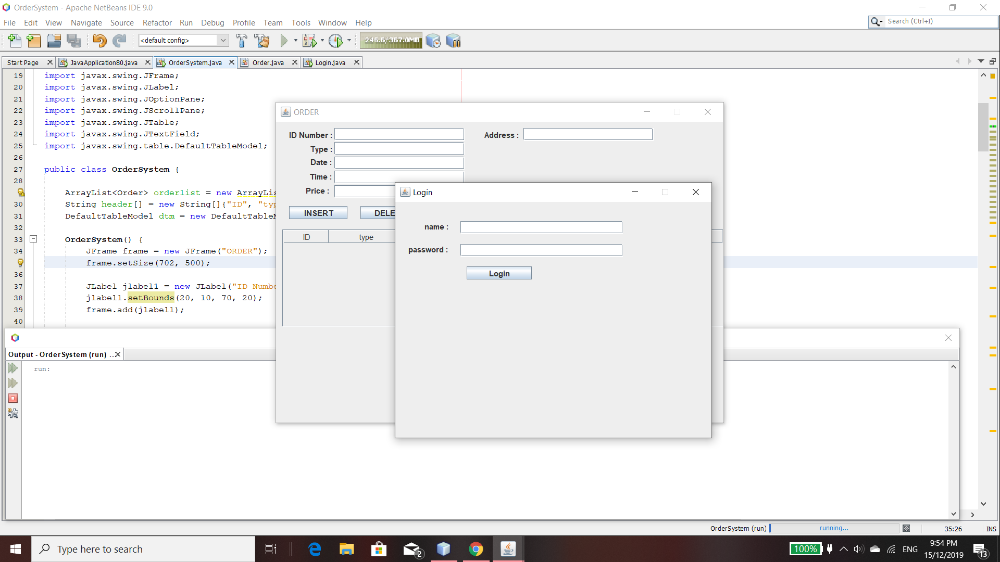 OrderSystem - Apache NetBeans IDE 9.0
File Edit View Navigate Source Refactor Run Debug Profile Team Tools Window Help
Search (Ctrl+I)
<default config>
246.6/367.0MB
Start Page JavaApplication80.java OrderSystem.java Order.java Login.java
19 import javax.swing.JFrame;
20 import javax.swing.JLabel;
21 import javax.swing.JOptionPane;
22 import javax.swing.JScrollPane;
23 import javax.swing.JTable;
24 import javax.swing.JTextField;
25 import javax.swing.table.DefaultTableModel;
26
27 public class OrderSystem {
28
ArrayList<Order> orderlist = new ArrayLis
30 String header[] = new String[]{"ID", "typ
31 DefaultTableModel dtm = new DefaultTable
32
33 OrderSystem() {
34 JFrame frame = new JFrame("ORDER");
frame.setSize(702, 500);
36
37 JLabel jlabel1 = new JLabel("ID Numbe
38 jlabel1.setBounds(20, 10, 70, 20);
39 frame.add(jlabel1);
40
ORDER
ID Number : Address :
Type :
Date :
Time :
Price :
INSERT DELE
ID type
Login
name :
password :
Login
Output - OrderSystem (run) ..
run:
OrderSystem (run) running... 35:26 INS
Type here to search
2
100% ENG
9:54 PM
15/12/2019
13